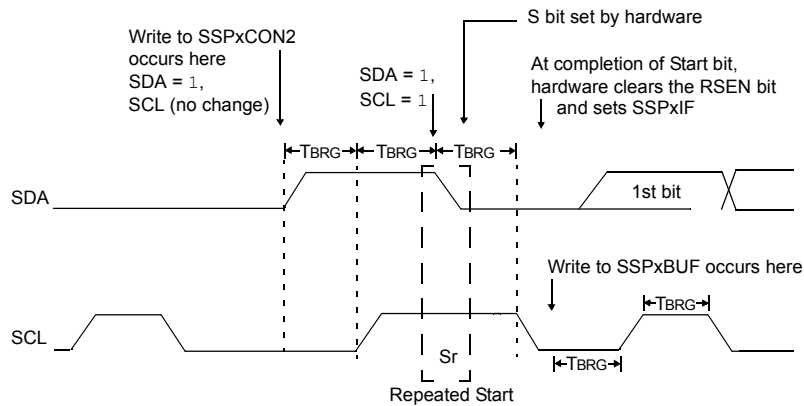 S bit set by hardware
Write to SSPxCON2
occurs here
SDA = 1,
SCL (no change)
SDA = 1,
SCL = 1
At completion of Start bit,
hardware clears the RSEN bit
and sets SSPxIF
TBRG
TBRG
TBRG
SDA
1st bit
Write to SSPxBUF occurs here
TBRG
SCL
Sr
TBRG
Repeated Start